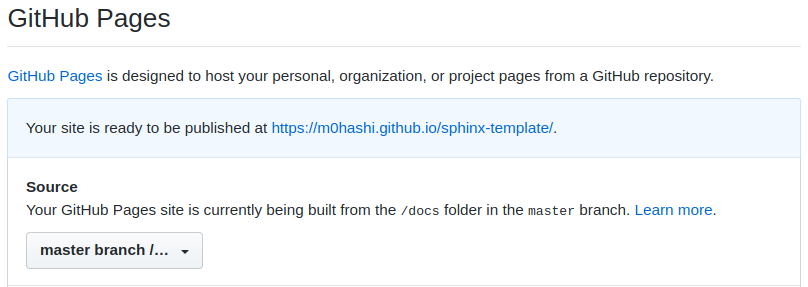 GitHub Pages
GitHub Pages is designed to host your personal, organization, or project pages from a GitHub repository.
Your site is ready to be published at https://m0hashi.github.io/sphinx-template/.
Source
Your GitHub Pages site is currently being built from the /docs folder in the master branch. Learn more.
master branch /...